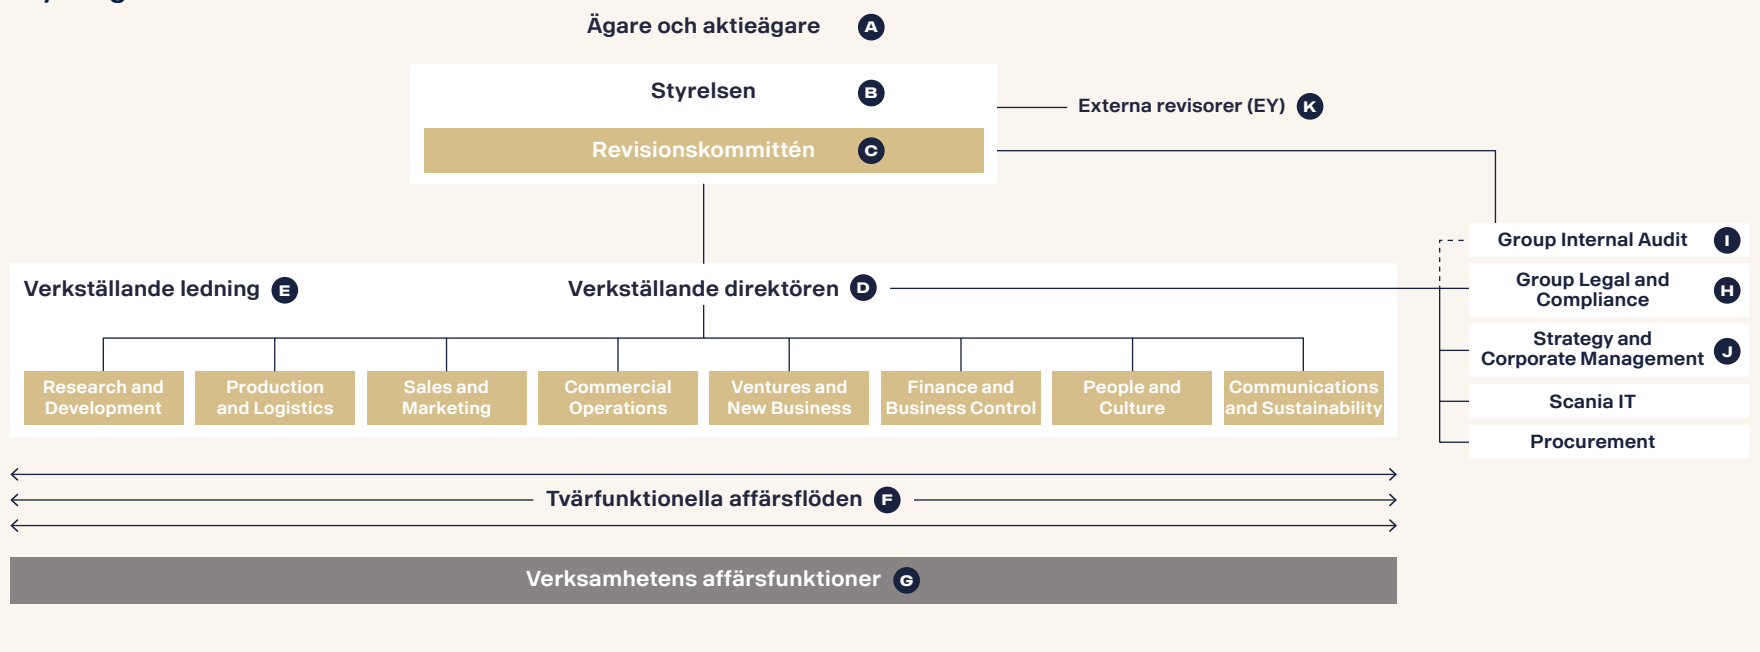 Ägare och aktieägare A
Styrelsen B
Externa revisorer (EY) K
Revisionskommittén C
Group Internal Audit I
Group Legal and
Compliance H
Strategy and
Corporate Management J
Scania IT
Procurement
Verkställande ledning E
Verkställande direktören D
Research and
Development
Production
and Logistics
Sales and
Marketing
Commercial
Operations
Ventures and
New Business
Finance and
Business Control
People and
Culture
Communications
and Sustainability
Tvärfunktionella affärsflöden F
Verksamhetens affärsfunktioner G